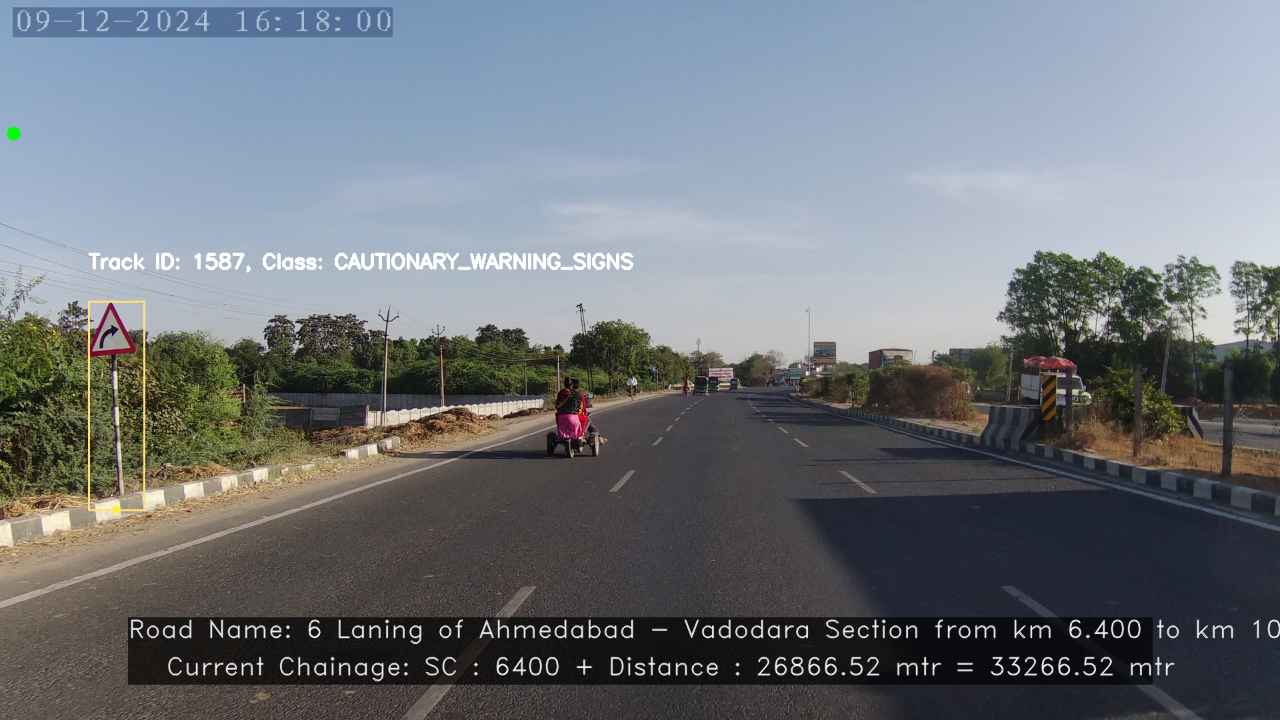 09-12-2024 16:18:00
Track ID: 1587, Class: CAUTIONARY_WARNING_SIGNS
Road Name: 6 Laning of Ahmedabad - Vadodara Section from km 6.400 to km 10
Current Chainage: SC : 6400 + Distance : 26866.52 mtr = 33266.52 mtr